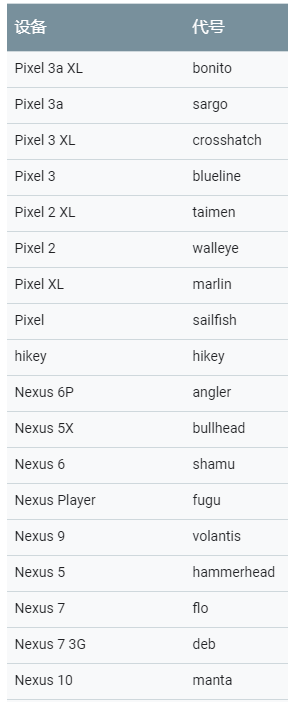 设备 代号
Pixel 3a XL bonito
Pixel 3a sargo
Pixel 3 XL crosshatch
Pixel 3 blueline
Pixel 2 XL taimen
Pixel 2 walleye
Pixel XL marlin
Pixel sailfish
hikey hikey
Nexus 6P angler
Nexus 5X bullhead
Nexus 6 shamu
Nexus Player fugu
Nexus 9 volantis
Nexus 5 hammerhead
Nexus 7 flo
Nexus 7 3G deb
Nexus 10 manta